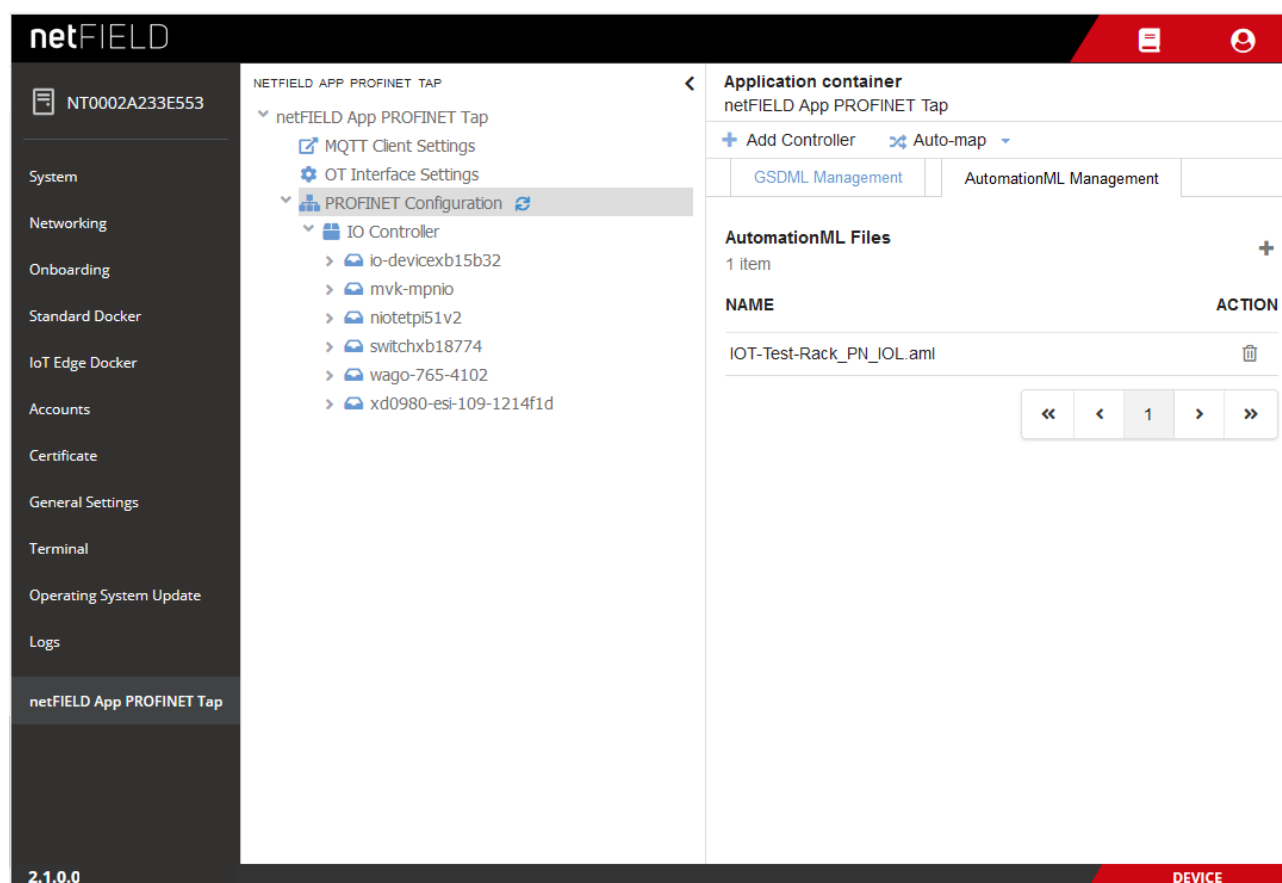 netFIELD
NT0002A233E553
System
Networking
Onboarding
Standard Docker
IoT Edge Docker
Accounts
Certificate
General Settings
Terminal
Operating System Update
Logs
netFIELD App PROFINET Tap
2.1.0.0
NETFIELD APP PROFINET TAP
netFIELD App PROFINET Tap
MQTT Client Settings
OT Interface Settings
PROFINET Configuration
IO Controller
io-devicexb15b32
mvk-mpnio
niotetpi51v2
switchxb18774
wago-765-4102
xd0980-esi-109-1214f1d
Application container
netFIELD App PROFINET Tap
Add Controller Auto-map
GSDML Management AutomationML Management
AutomationML Files
1 item
NAME ACTION
IOT-Test-Rack_PN_IOL.aml
« ‹ 1 › »
DEVICE